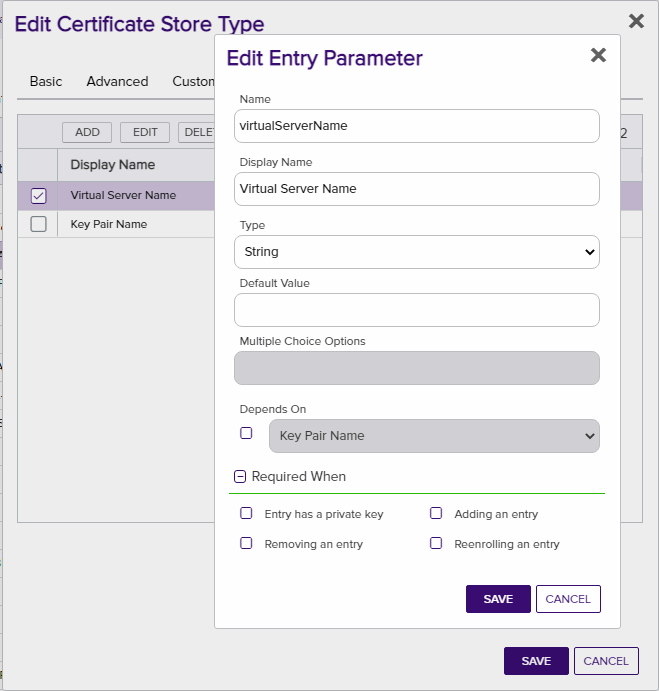 Edit Certificate Store Type
Edit Entry Parameter
Basic Advanced Custom
Name
virtualServerName
ADD EDIT DELE
2
Display Name
Display Name
Virtual Server Name
Virtual Server Name
Key Pair Name
Type
String
Default Value
Multiple Choice Options
Depends On
Key Pair Name
Required When
Entry has a private key Adding an entry
Removing an entry Reenrolling an entry
SAVE CANCEL
SAVE CANCEL